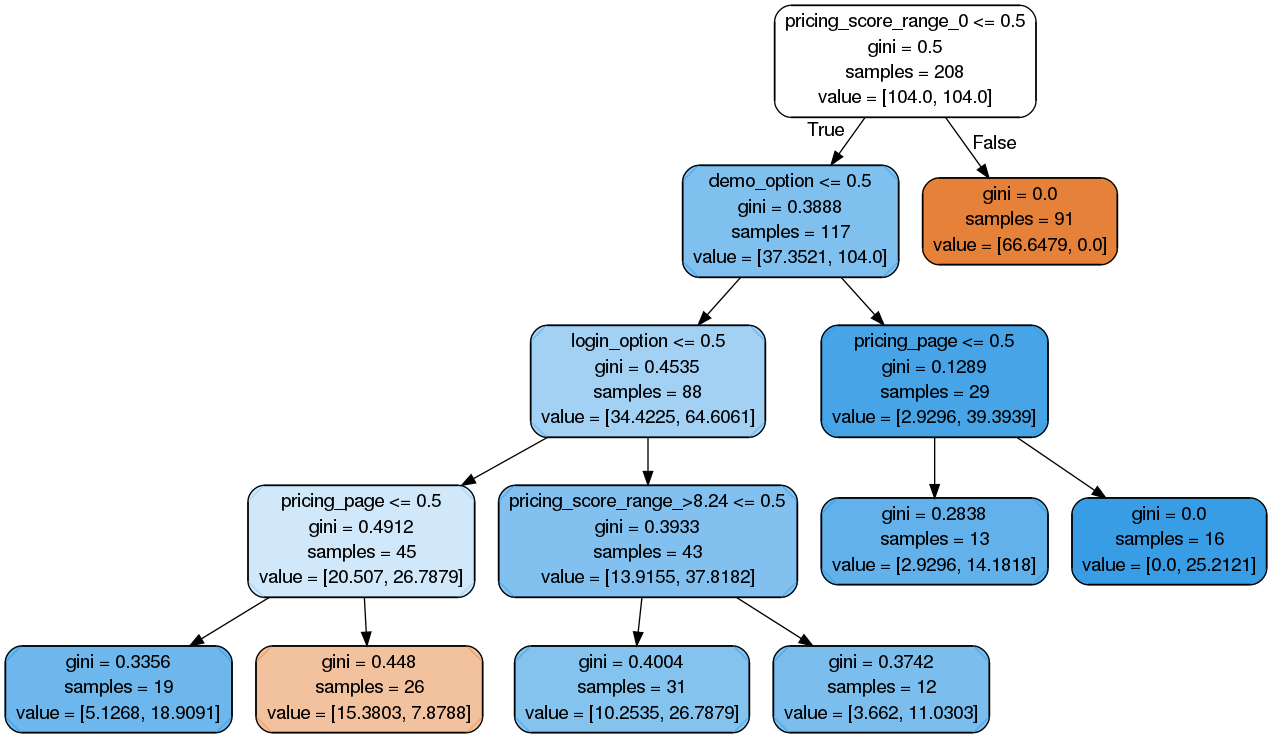 pricing_score_range_0 <= 0.5
gini = 0.5
samples = 208
value = [104.0, 104.0]
True
False
demo_option <= 0.5
gini = 0.3888
samples = 117
value = [37.3521, 104.0]
gini = 0.0
samples = 91
value = [66.6479, 0.0]
login_option <= 0.5
gini = 0.4535
samples = 88
value = [34.4225, 64.6061]
pricing_page <= 0.5
gini = 0.1289
samples = 29
value = [2.9296, 39.3939]
pricing_page <= 0.5
gini = 0.4912
samples = 45
value = [20.507, 26.7879]
pricing_score_range_>8.24 <= 0.5
gini = 0.3933
samples = 43
value = [13.9155, 37.8182]
gini = 0.2838
samples = 13
value = [2.9296, 14.1818]
gini = 0.0
samples = 16
value = [0.0, 25.2121]
gini = 0.3356
samples = 19
value = [5.1268, 18.9091]
gini = 0.448
samples = 26
value = [15.3803, 7.8788]
gini = 0.4004
samples = 31
value = [10.2535, 26.7879]
gini = 0.3742
samples = 12
value = [3.662, 11.0303]